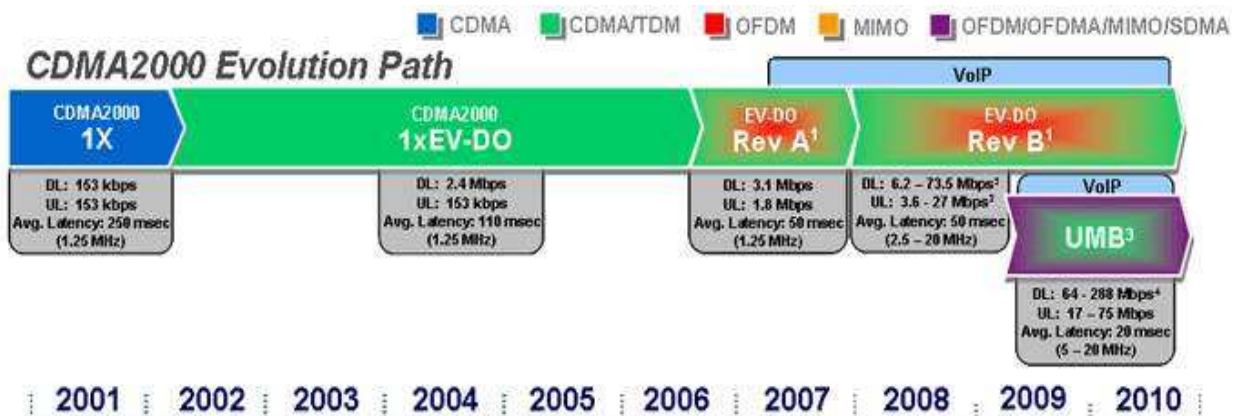 CDMA CDMA/TDM OFDM MIMO OFDM/OFDMA/MIMO/SDMA
CDMA2000 Evolution Path
VoIP
CDMA2000
1X
CDMA2000
1xEV-DO
EV-DO
Rev A¹
EV-DO
Rev B¹
DL: 153 kbps
UL: 153 kbps
Avg. Latency: 250 msec
(1.25 MHz)
DL: 2.4 Mbps
UL: 153 kbps
Avg. Latency: 110 msec
(1.25 MHz)
DL: 3.1 Mbps
UL: 1.8 Mbps
Avg. Latency: 50 msec
(1.25 MHz)
DL: 6.2 – 73.5 Mbps²
UL: 3.6 - 27 Mbps²
Avg. Latency: 50 msec
(2.5 – 20 MHz)
VoIP
UMB³
DL: 64 - 288 Mbps⁴
UL: 17 – 75 Mbps
Avg. Latency: 20 msec
(5 – 20 MHz)
2001 2002 2003 2004 2005 2006 2007 2008 2009 2010